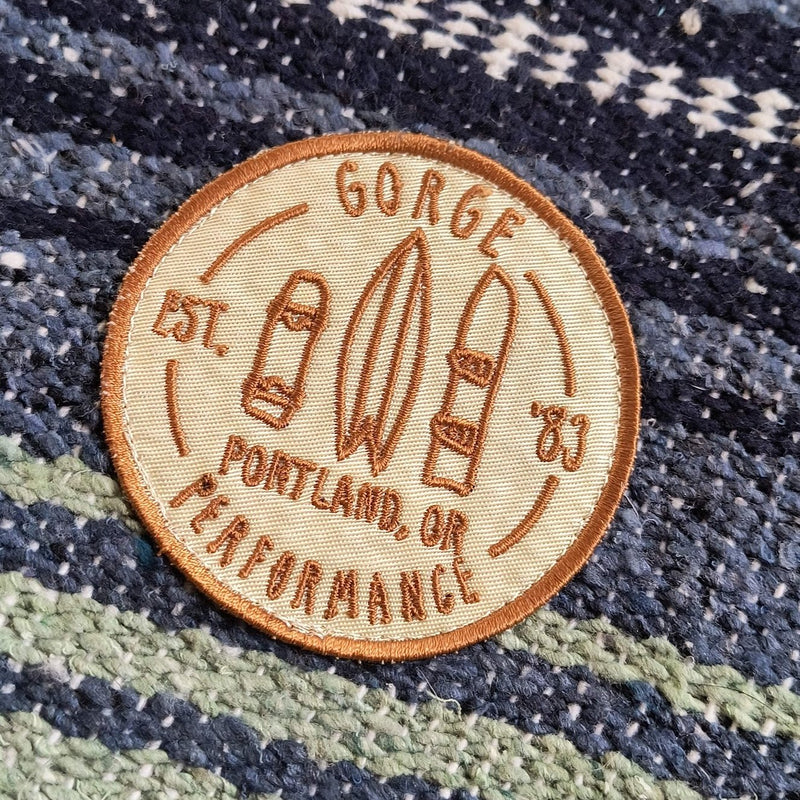 GORGE
EST. '83
PORTLAND, OR
PERFORMANCE